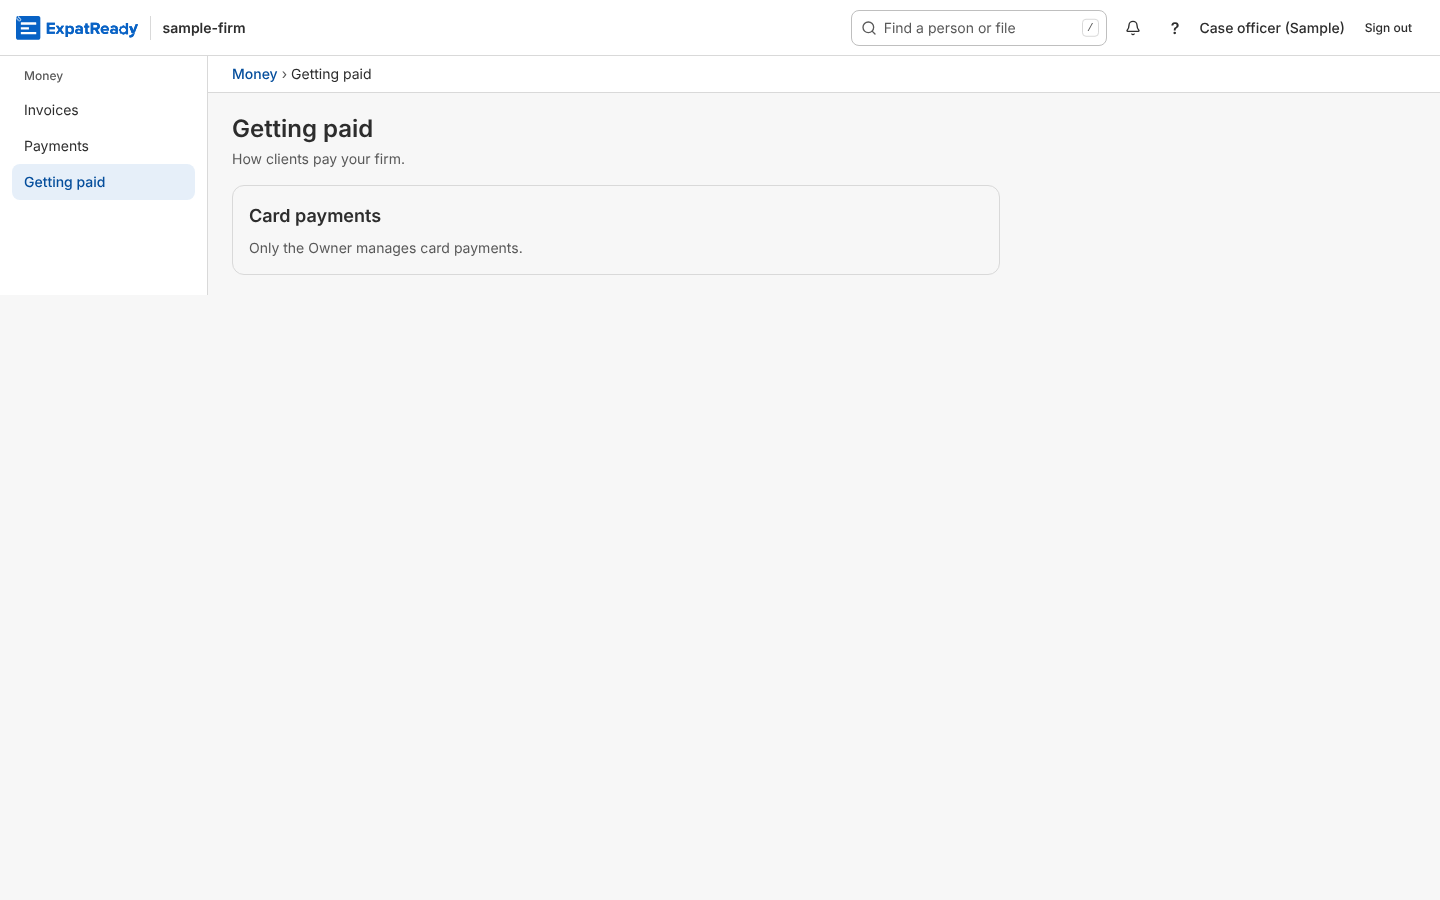 ExpatReady
sample-firm
Find a person or file
/
?
Case officer (Sample)
Sign out
Money
Invoices
Payments
Getting paid
Money › Getting paid
Getting paid
How clients pay your firm.
Card payments
Only the Owner manages card payments.